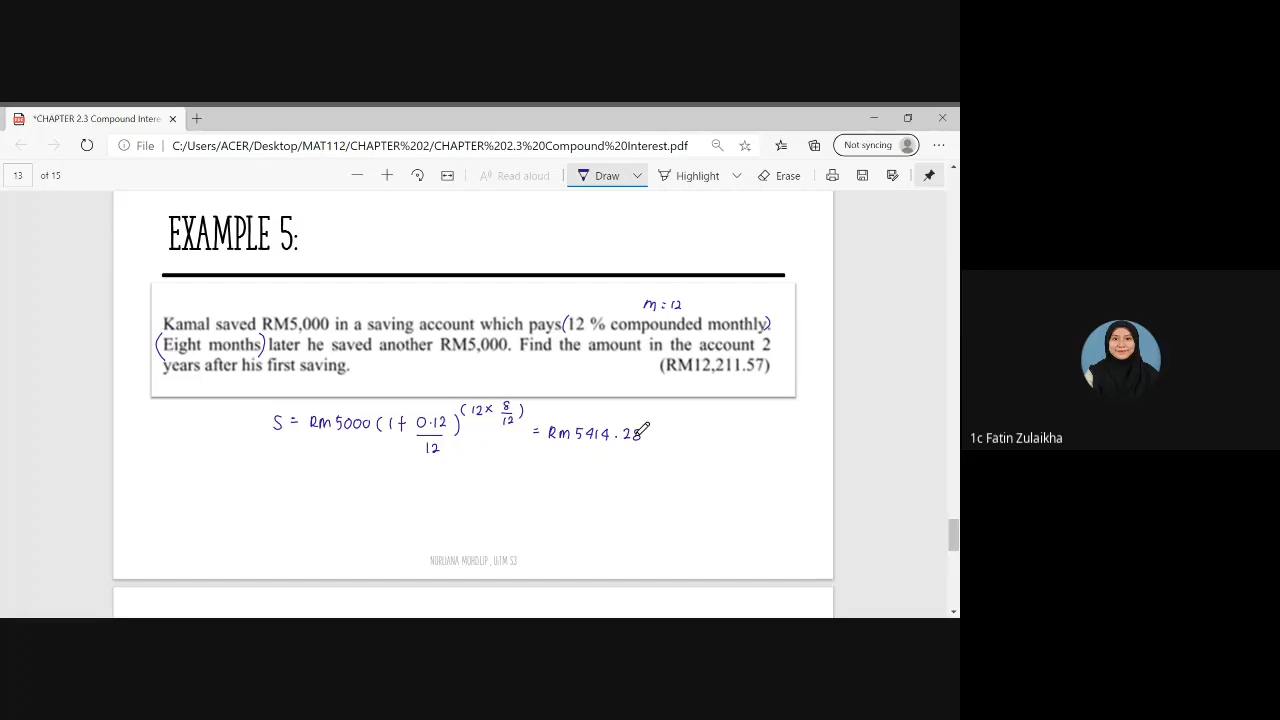 *CHAPTER 2.3 Compound Intere
File | C:/Users/ACER/Desktop/MAT112/CHAPTER%202/CHAPTER%202.3%20Compound%20Interest.pdf
Not syncing
13 of 15
Read aloud
Draw
Highlight
Erase
EXAMPLE 5:
m = 12
Kamal saved RM5,000 in a saving account which pays (12 % compounded monthly).
(Eight months) later he saved another RM5,000. Find the amount in the account 2
years after his first saving. (RM12,211.57)
S = RM 5000 ( 1 + 0.12 / 12 ) ^ ( 12 × 8/12 ) = RM 5414.28
NORLIANA MOHD.LIP , UiTM S3
1c Fatin Zulaikha